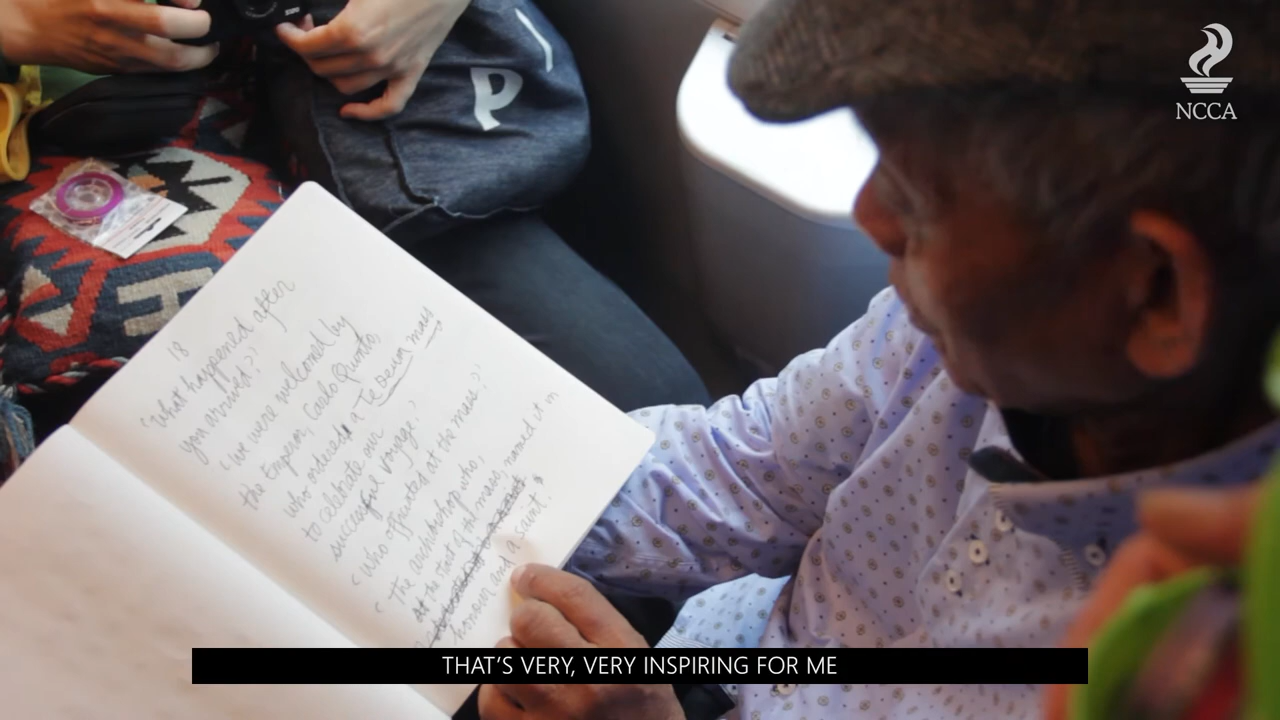 NCCA
P
18
"What happened after
you arrived?"
"We were welcomed by
the Emperor, Carlo Quinto,
who ordered a Te Deum mass
to celebrate our
successful voyage."
"Who officiated at the mass?"
"The archbishop who,
at the start of the mass, named it in
honour and a saint."
THAT'S VERY, VERY INSPIRING FOR ME